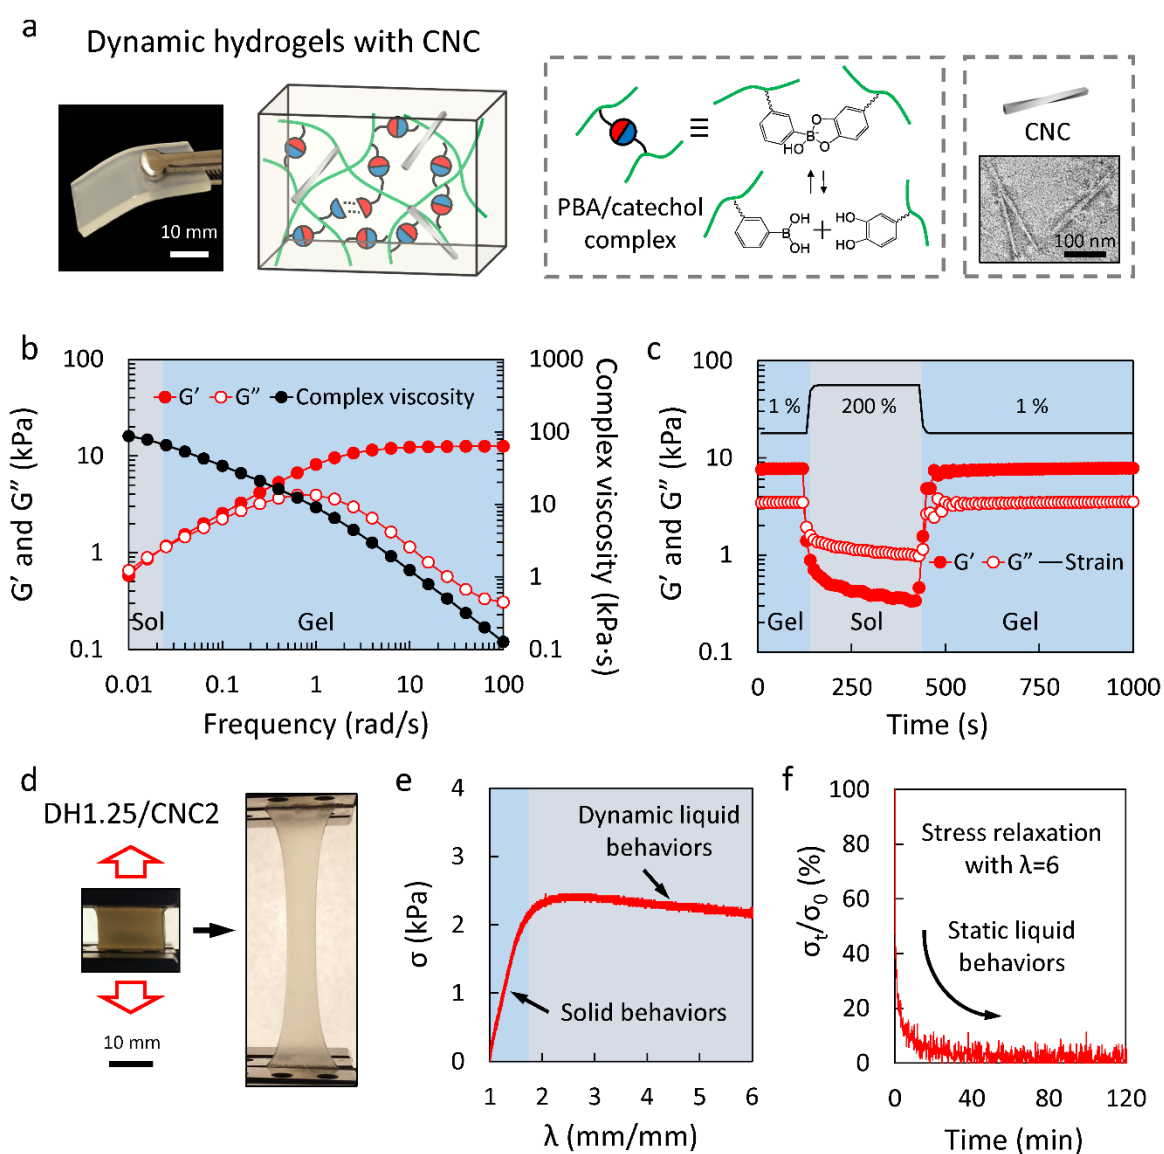 a
Dynamic hydrogels with CNC
10 mm
≡
B
HO
O
O
PBA/catechol
complex
B
OH
OH
+
HO
HO
CNC
100 nm
b
G′ and G″ (kPa)
100
10
1
0.1
G′
G″
Complex viscosity
Sol
Gel
1000
100
10
1
0.1
Complex viscosity (kPa·s)
0.01
0.1
1
10
100
Frequency (rad/s)
c
G′ and G″ (kPa)
100
10
1
0.1
1 %
200 %
1 %
G′
G″
Strain
Gel
Sol
Gel
0
250
500
750
1000
Time (s)
d
DH1.25/CNC2
10 mm
e
σ (kPa)
4
3
2
1
0
Dynamic liquid
behaviors
Solid behaviors
1
2
3
4
5
6
λ (mm/mm)
f
σt/σ0 (%)
100
80
60
40
20
0
Stress relaxation
with λ=6
Static liquid
behaviors
0
40
80
120
Time (min)